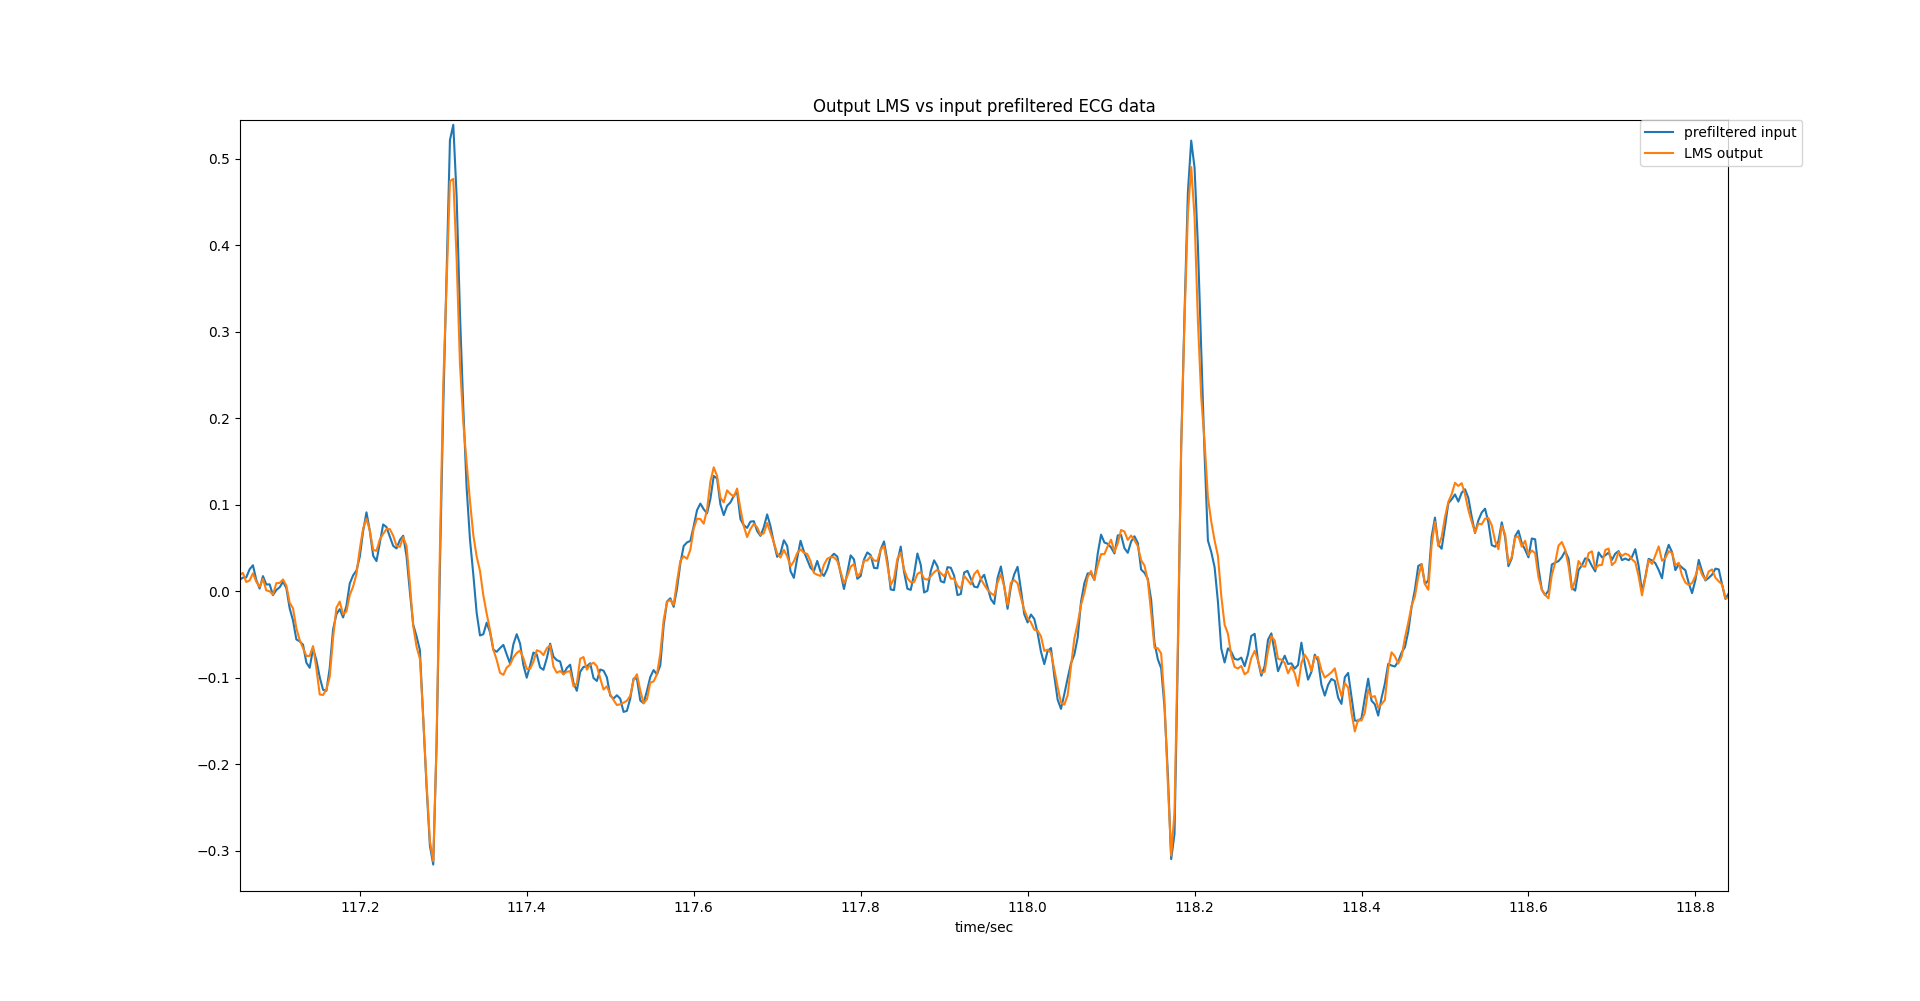 Output LMS vs input prefiltered ECG data
prefiltered input
LMS output
0.5
0.4
0.3
0.2
0.1
0.0
−0.1
−0.2
−0.3
117.2 117.4 117.6 117.8 118.0 118.2 118.4 118.6 118.8
time/sec